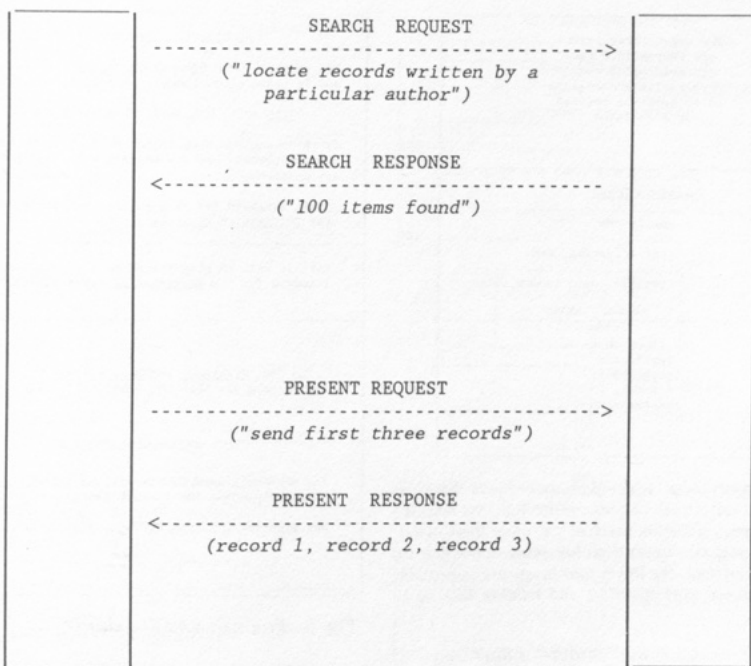 SEARCH REQUEST
("locate records written by a
particular author")
SEARCH RESPONSE
("100 items found")
PRESENT REQUEST
("send first three records")
PRESENT RESPONSE
(record 1, record 2, record 3)